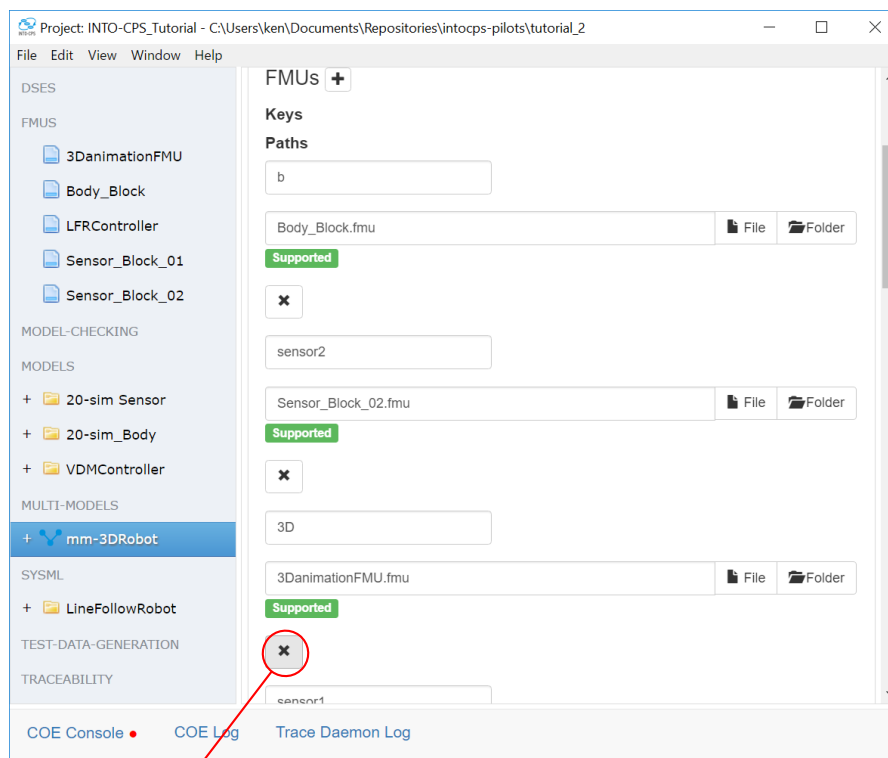 Project: INTO-CPS_Tutorial - C:\Users\ken\Documents\Repositories\intocps-pilots\tutorial_2
File Edit View Window Help
DSES
FMUS
3DanimationFMU
Body_Block
LFRController
Sensor_Block_01
Sensor_Block_02
MODEL-CHECKING
MODELS
+ 20-sim Sensor
+ 20-sim_Body
+ VDMController
MULTI-MODELS
+ mm-3DRobot
SYSML
+ LineFollowRobot
TEST-DATA-GENERATION
TRACEABILITY
FMUs +
Keys
Paths
b
Body_Block.fmu File Folder
Supported
sensor2
Sensor_Block_02.fmu File Folder
Supported
3D
3DanimationFMU.fmu File Folder
Supported
sensor1
COE Console COE Log Trace Daemon Log